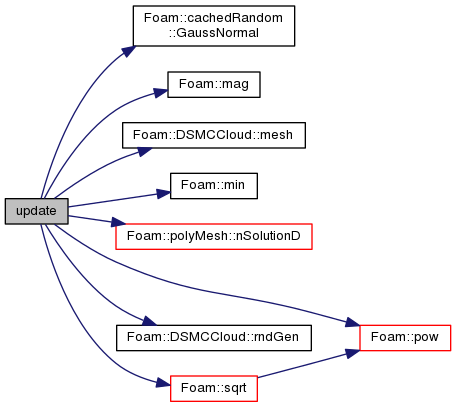 Foam::cachedRandom
::GaussNormal
Foam::mag
Foam::DSMCCloud::mesh
Foam::min
update
Foam::polyMesh::nSolutionD
Foam::DSMCCloud::rndGen
Foam::pow
Foam::sqrt